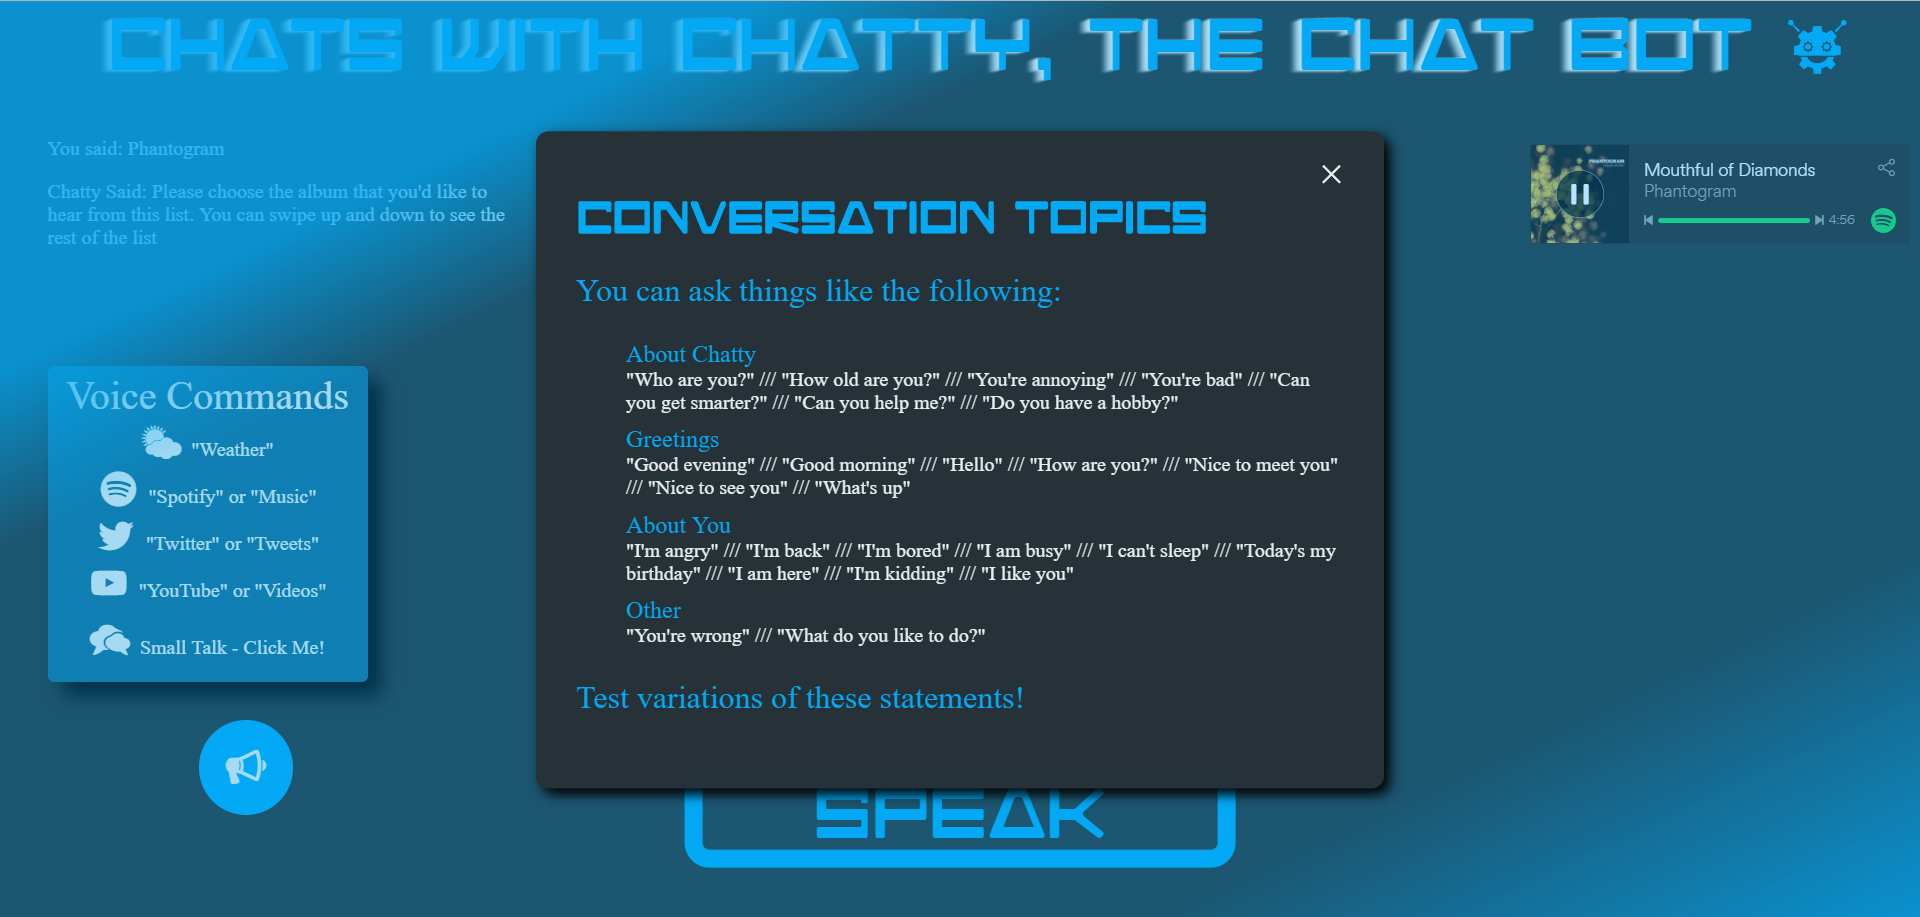 CHATS WITH CHATTY, THE CHAT BOT
You said: Phantogram
Chatty Said: Please choose the album that you'd like to
hear from this list. You can swipe up and down to see the
rest of the list
Voice Commands
"Weather"
"Spotify" or "Music"
"Twitter" or "Tweets"
"YouTube" or "Videos"
Small Talk - Click Me!
CONVERSATION TOPICS
You can ask things like the following:
About Chatty
"Who are you?" /// "How old are you?" /// "You're annoying" /// "You're bad" /// "Can
you get smarter?" /// "Can you help me?" /// "Do you have a hobby?"
Greetings
"Good evening" /// "Good morning" /// "Hello" /// "How are you?" /// "Nice to meet you"
/// "Nice to see you" /// "What's up"
About You
"I'm angry" /// "I'm back" /// "I'm bored" /// "I am busy" /// "I can't sleep" /// "Today's my
birthday" /// "I am here" /// "I'm kidding" /// "I like you"
Other
"You're wrong" /// "What do you like to do?"
Test variations of these statements!
SPEAK
PHANTOGRAM
Mouthful of Diamonds
Phantogram
4:56